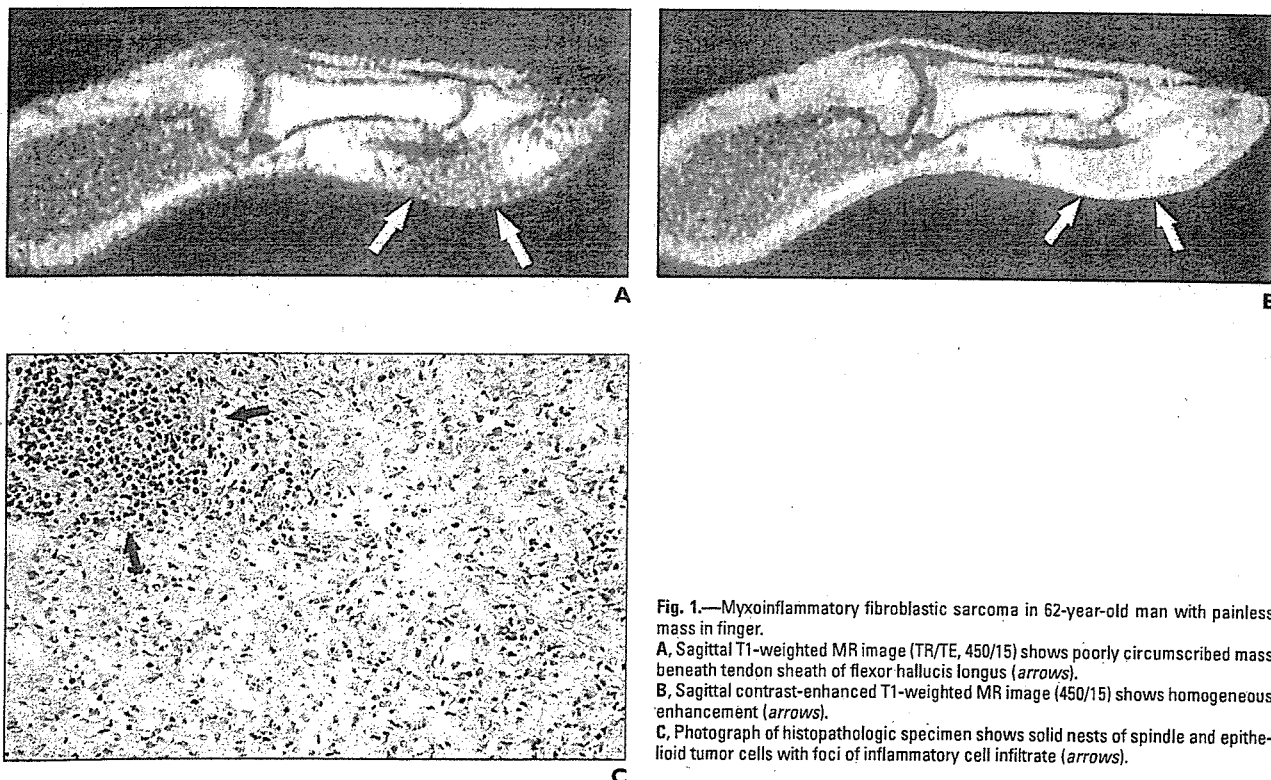 A
B
C
Fig. 1.—Myxoinflammatory fibroblastic sarcoma in 62-year-old man with painless
mass in finger.
A, Sagittal T1-weighted MR image (TR/TE, 450/15) shows poorly circumscribed mass
beneath tendon sheath of flexor hallucis longus (arrows).
B, Sagittal contrast-enhanced T1-weighted MR image (450/15) shows homogeneous
enhancement (arrows).
C, Photograph of histopathologic specimen shows solid nests of spindle and epithe-
lioid tumor cells with foci of inflammatory cell infiltrate (arrows).